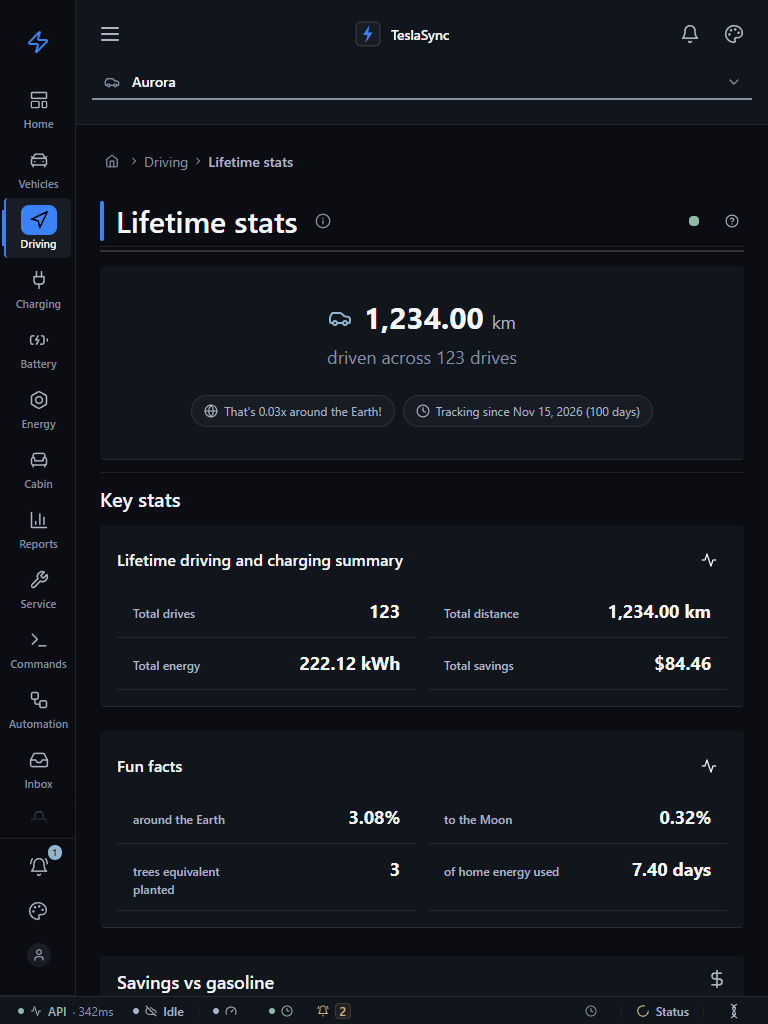 TeslaSync
Aurora
Home
Vehicles
Driving
Charging
Battery
Energy
Cabin
Reports
Service
Commands
Automation
Inbox
1
Driving
Lifetime stats
Lifetime stats
1,234.00 km
driven across 123 drives
That's 0.03x around the Earth!
Tracking since Nov 15, 2026 (100 days)
Key stats
Lifetime driving and charging summary
Total drives 123
Total distance 1,234.00 km
Total energy 222.12 kWh
Total savings $84.46
Fun facts
around the Earth 3.08%
to the Moon 0.32%
trees equivalent
planted
3
of home energy used 7.40 days
Savings vs gasoline
API · 342ms
Idle
2
Status